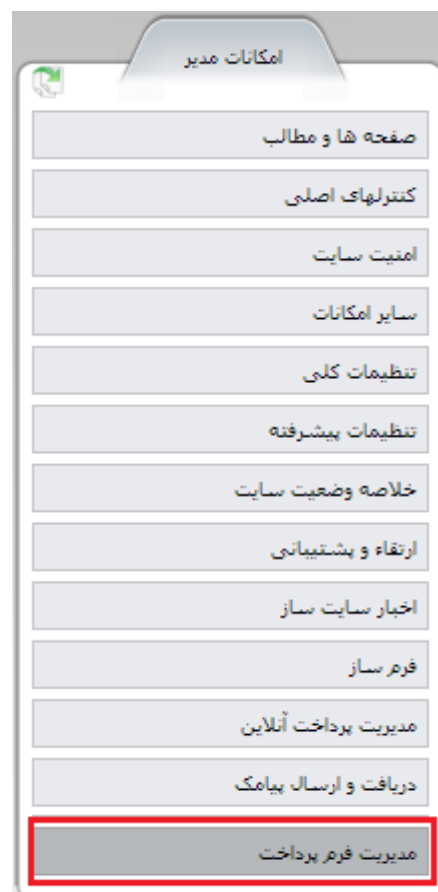 امکانات مدیر
صفحه ها و مطالب
کنترلهای اصلی
امنیت سایت
سایر امکانات
تنظیمات کلی
تنظیمات پیشرفته
خلاصه وضعیت سایت
ارتقاء و پشتیبانی
اخبار سایت ساز
فرم ساز
مدیریت پرداخت آنلاین
دریافت و ارسال پیامک
مدیریت فرم پرداخت